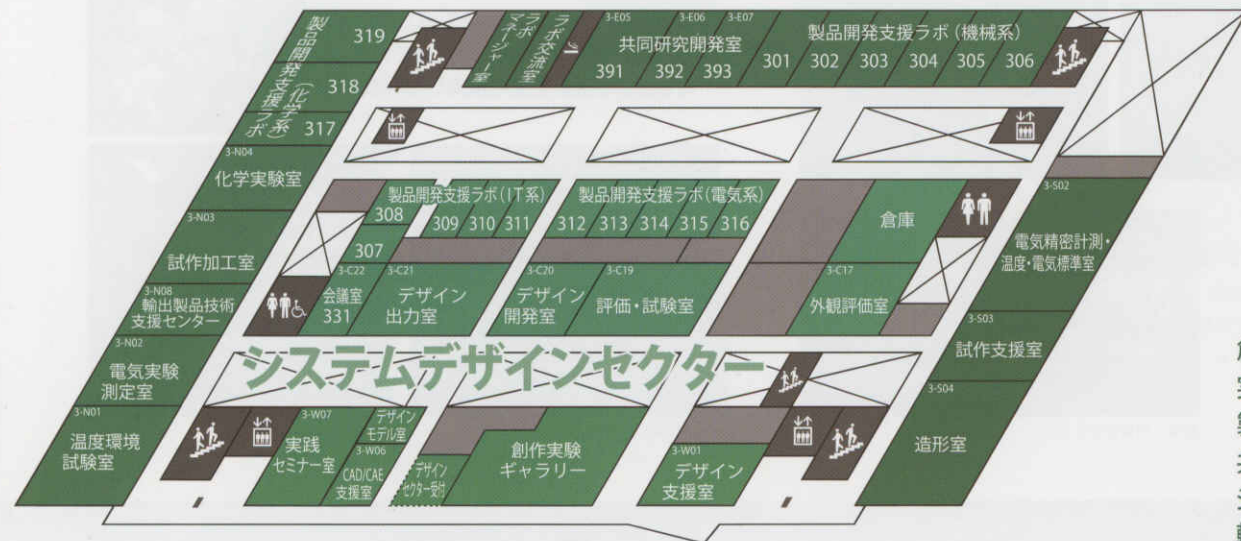 製品開
発支援
(化学系)
ラボ
319
318
317
3-N04
化学実験室
3-N03
試作加工室
3-N08
輸出製品技術
支援センター
3-N02
電気実験
測定室
3-N01
温度環境
試験室
ラボ
マネージャー室
ラボ交流室
3-E05
3-E06
3-E07
共同研究開発室
391
392
393
製品開発支援ラボ(機械系)
301
302
303
304
305
306
製品開発支援ラボ(IT系)
308
309
310
311
307
製品開発支援ラボ(電気系)
312
313
314
315
316
倉庫
3-C22
会議室
331
3-C21
デザイン
出力室
3-C20
デザイン
開発室
3-C19
評価・試験室
3-C17
外観評価室
3-S02
電気精密計測・
温度・電気標準室
3-S03
試作支援室
3-S04
造形室
システムデザインセクター
3-W07
実践
セミナー室
デザイン
モデル室
3-W06
CAD/CAE
支援室
デザイン
セクター受付
創作実験
ギャラリー
3-W01
デザイン
支援室